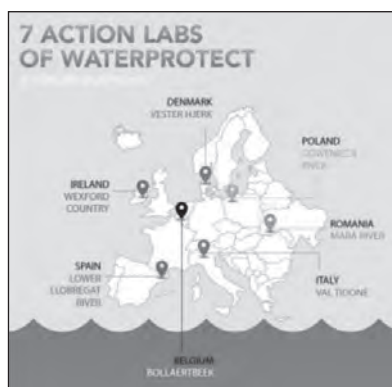 7 ACTION LABS
OF WATERPROTECT
DENMARK
VESTER HJERK
POLAND
RIVER
IRELAND
WEXFORD
COUNTRY
ROMANIA
MARA RIVER
SPAIN
LOWER
LLOBREGAT
RIVER
ITALY
VAL TIDONE
BELGIUM
BOLLAERTBEEK